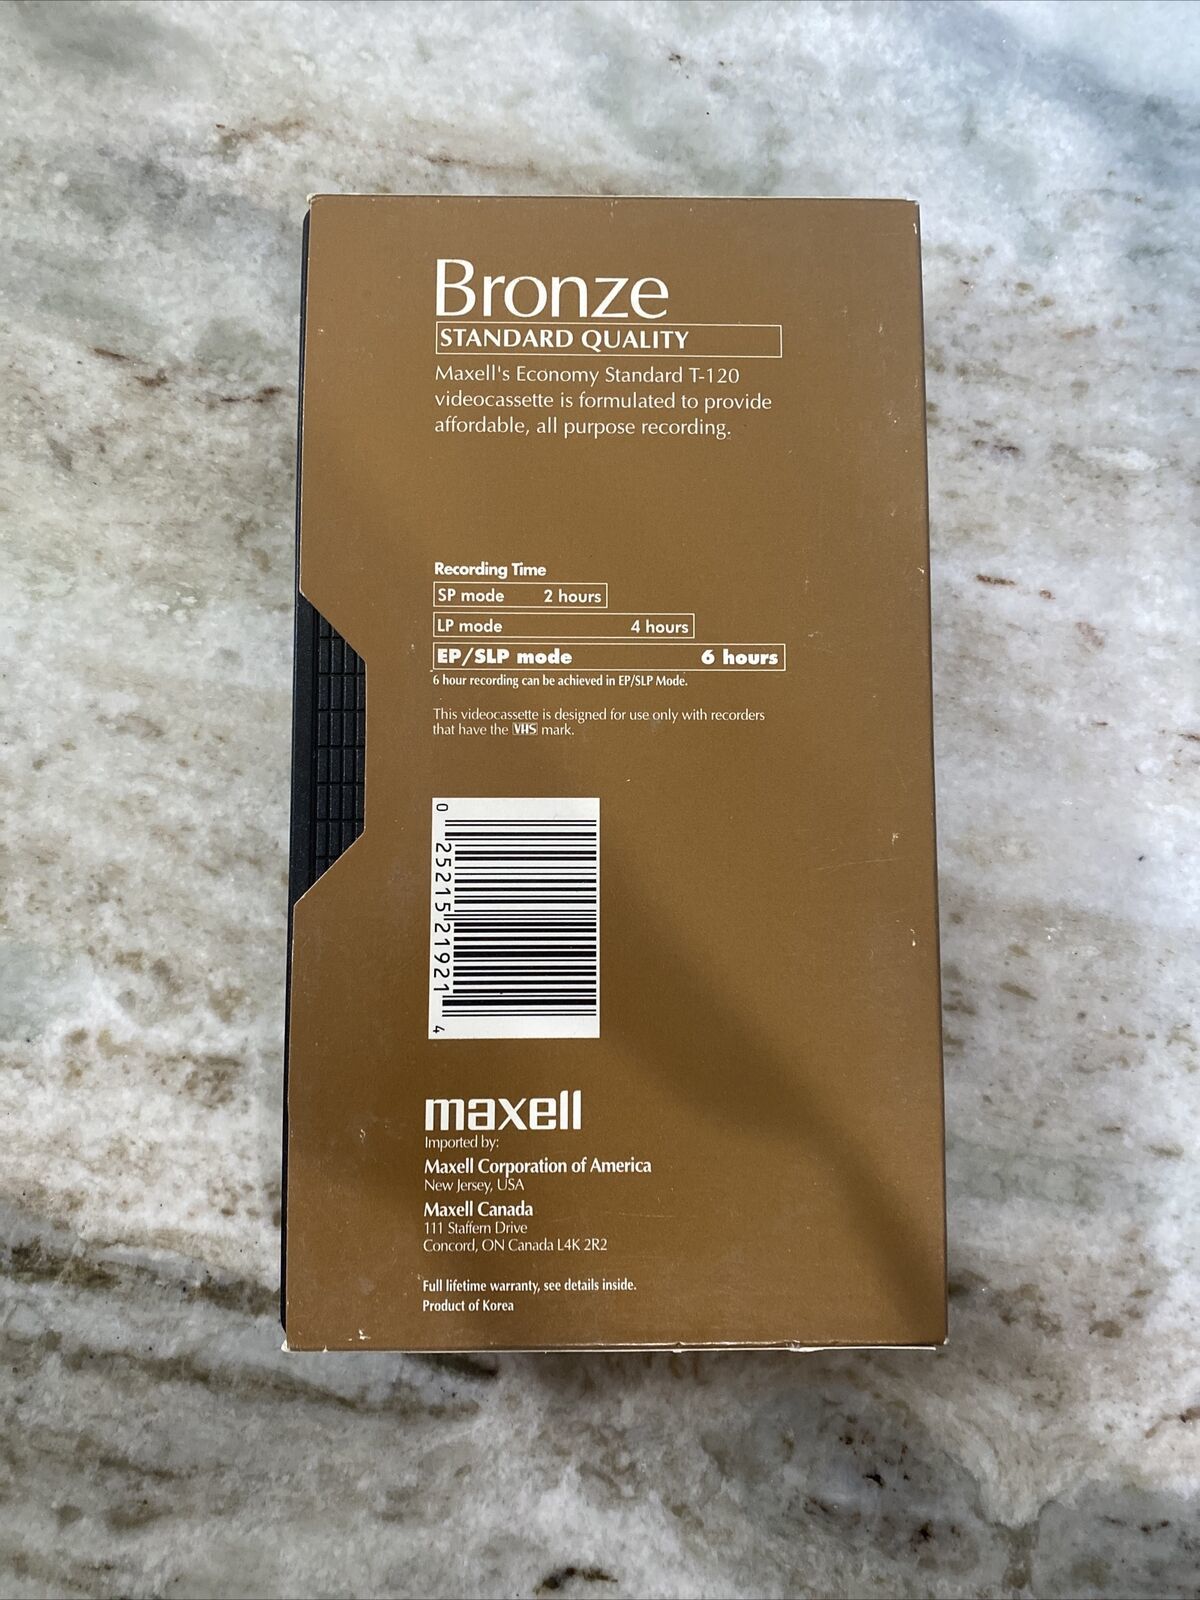 Bronze
STANDARD QUALITY
Maxell's Economy Standard T-120
videocassette is formulated to provide
affordable, all purpose recording.
Recording Time
SP mode 2 hours
LP mode 4 hours
EP/SLP mode 6 hours
6 hour recording can be achieved in EP/SLP Mode.
This videocassette is designed for use only with recorders
that have the VHS mark.
0 25215 21921 4
maxell
Imported by:
Maxell Corporation of America
New Jersey, USA
Maxell Canada
111 Staffern Drive
Concord, ON Canada L4K 2R2
Full lifetime warranty, see details inside.
Product of Korea